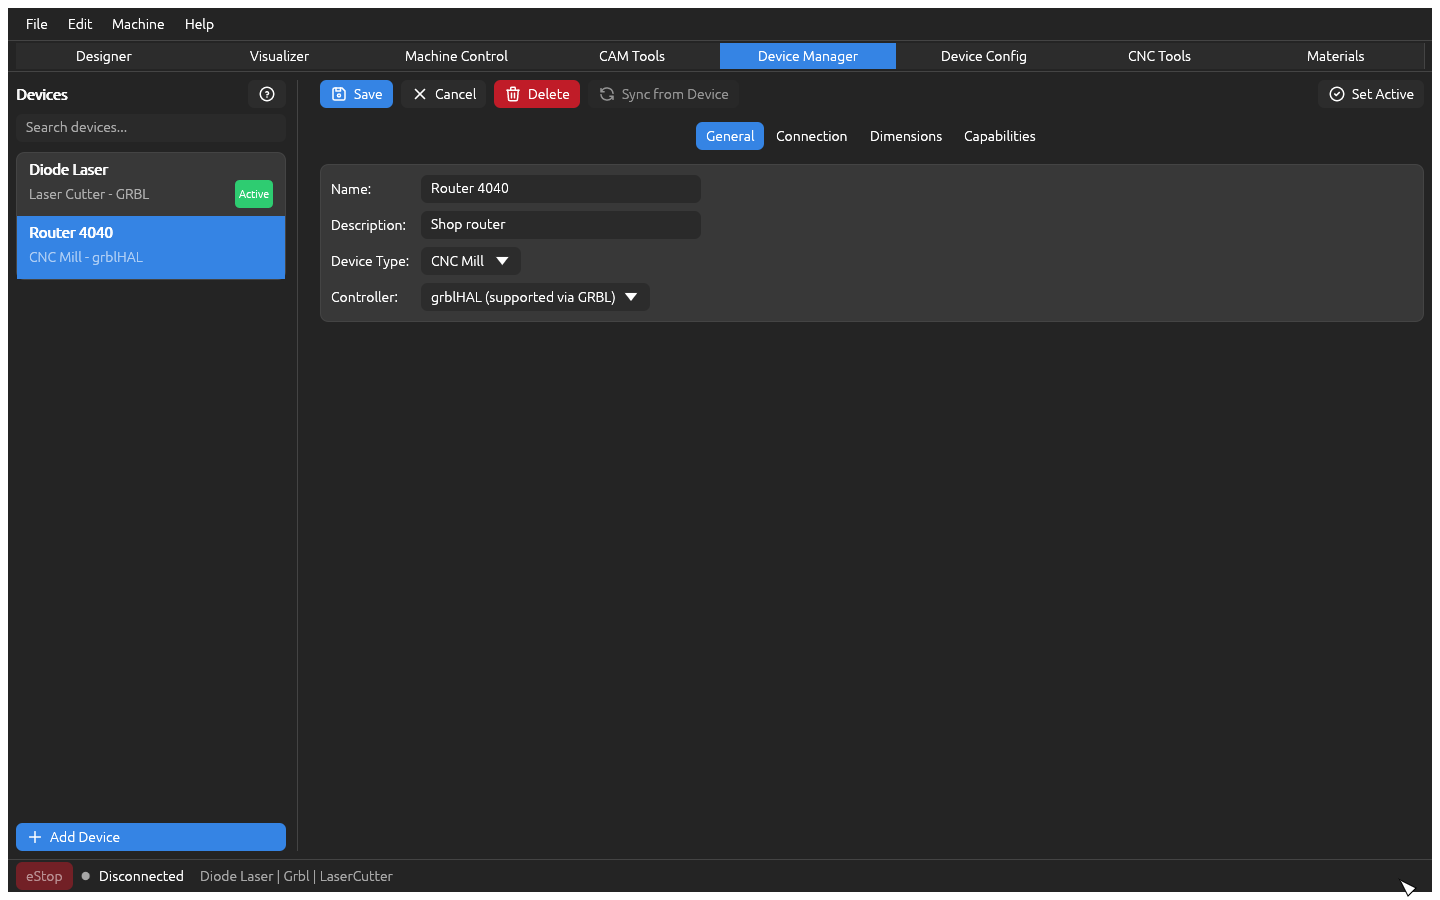 File Edit Machine Help
Designer Visualizer Machine Control CAM Tools Device Manager Device Config CNC Tools Materials
Devices
Search devices...
Diode Laser
Laser Cutter - GRBL
Active
Router 4040
CNC Mill - grblHAL
Add Device
Save Cancel Delete Sync from Device Set Active
General Connection Dimensions Capabilities
Name: Router 4040
Description: Shop router
Device Type: CNC Mill
Controller: grblHAL (supported via GRBL)
eStop Disconnected Diode Laser | Grbl | LaserCutter